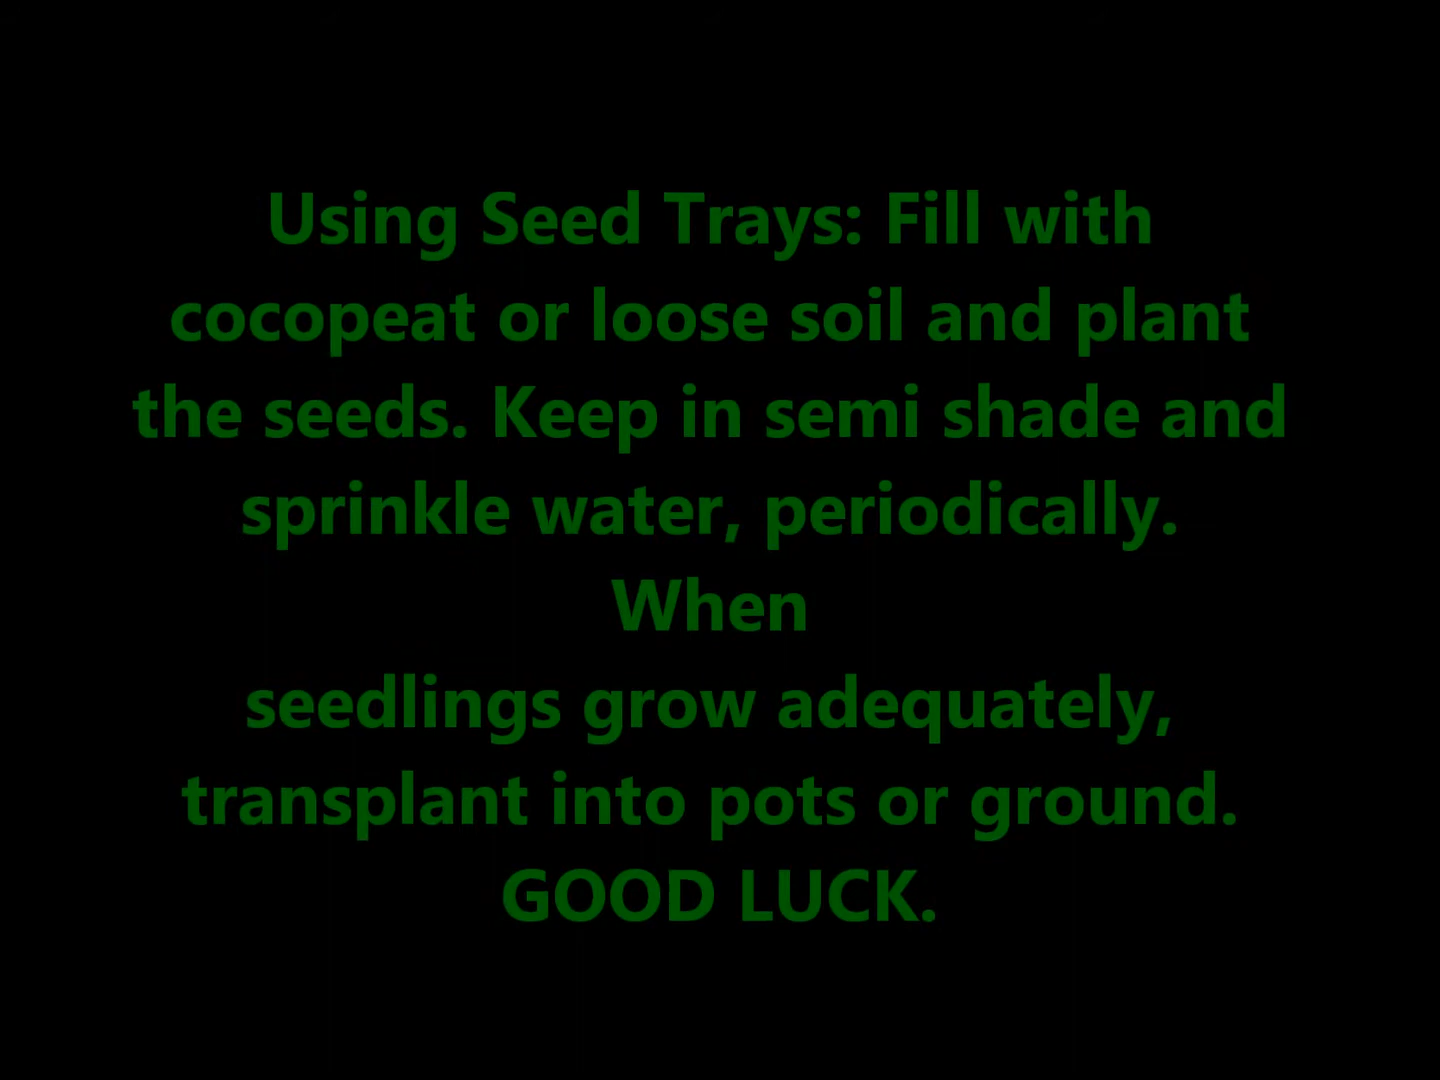 Using Seed Trays: Fill with
cocopeat or loose soil and plant
the seeds. Keep in semi shade and
sprinkle water, periodically.
When
seedlings grow adequately,
transplant into pots or ground.
GOOD LUCK.